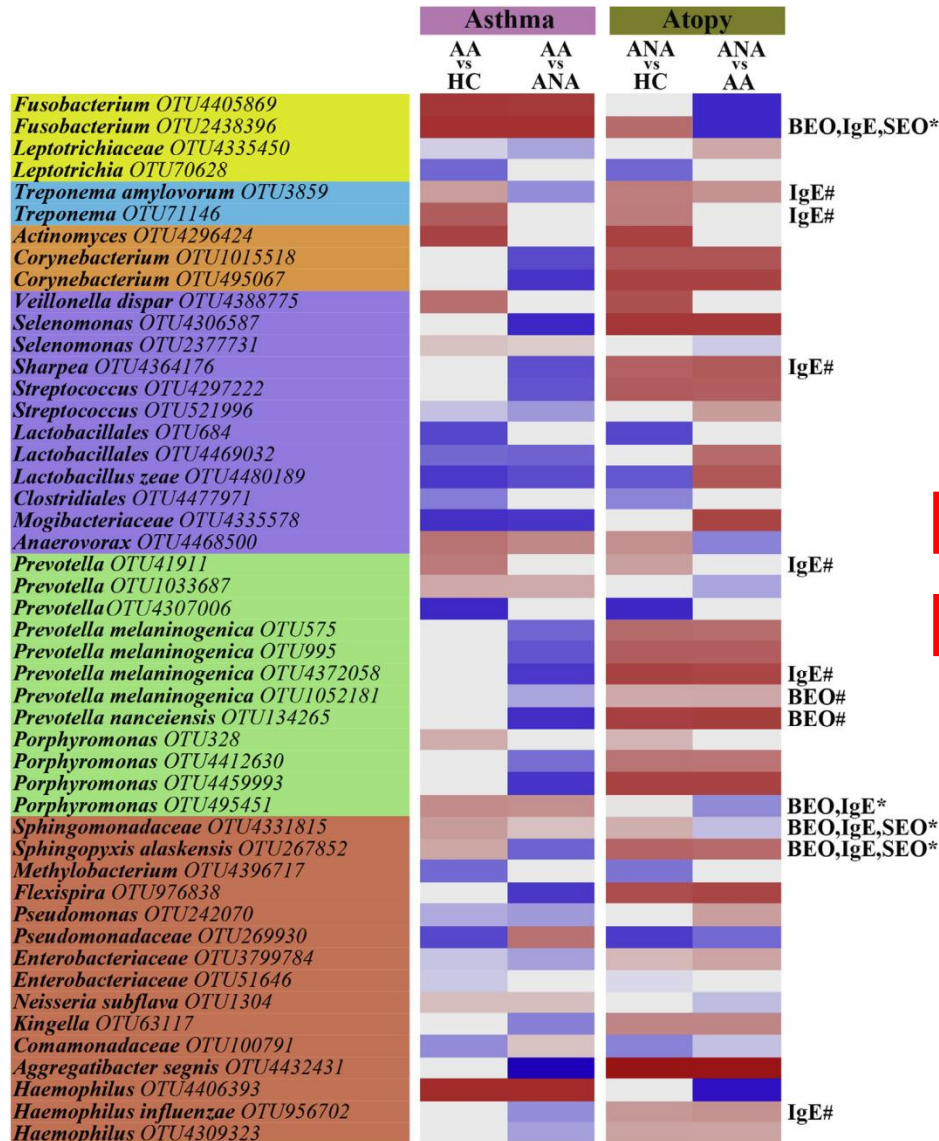 Asthma Atopy
AA vs HC AA vs ANA ANA vs HC ANA vs AA
Fusobacterium OTU4405869
Fusobacterium OTU2438396 BEO,IgE,SEO*
Leptotrichiaceae OTU4335450
Leptotrichia OTU70628
Treponema amylovorum OTU3859 IgE#
Treponema OTU71146 IgE#
Actinomyces OTU4296424
Corynebacterium OTU1015518
Corynebacterium OTU495067
Veillonella dispar OTU4388775
Selenomonas OTU4306587
Selenomonas OTU2377731
Sharpea OTU4364176 IgE#
Streptococcus OTU4297222
Streptococcus OTU521996
Lactobacillales OTU684
Lactobacillales OTU4469032
Lactobacillus zeae OTU4480189
Clostridiales OTU4477971
Mogibacteriaceae OTU4335578
Anaerovorax OTU4468500
Prevotella OTU41911 IgE#
Prevotella OTU1033687
Prevotella OTU4307006
Prevotella melaninogenica OTU575
Prevotella melaninogenica OTU995
Prevotella melaninogenica OTU4372058 IgE#
Prevotella melaninogenica OTU1052181 BEO#
Prevotella nanceiensis OTU134265 BEO#
Porphyromonas OTU328
Porphyromonas OTU4412630
Porphyromonas OTU4459993
Porphyromonas OTU495451 BEO,IgE*
Sphingomonadaceae OTU4331815 BEO,IgE,SEO*
Sphingopyxis alaskensis OTU267852 BEO,IgE,SEO*
Methylobacterium OTU4396717
Flexispira OTU976838
Pseudomonas OTU242070
Pseudomonadaceae OTU269930
Enterobacteriaceae OTU3799784
Enterobacteriaceae OTU51646
Neisseria subflava OTU1304
Kingella OTU63117
Comamonadaceae OTU100791
Aggregatibacter segnis OTU4432431
Haemophilus OTU4406393
Haemophilus influenzae OTU956702 IgE#
Haemophilus OTU4309323